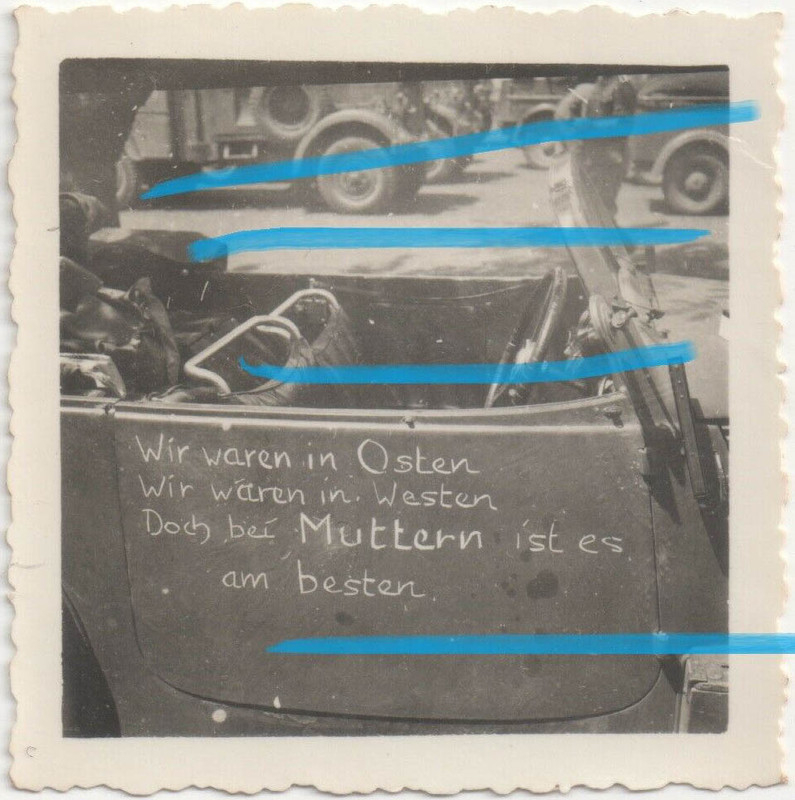 Wir waren in Osten
Wir waren in Westen
Doch bei Muttern ist es
am besten.